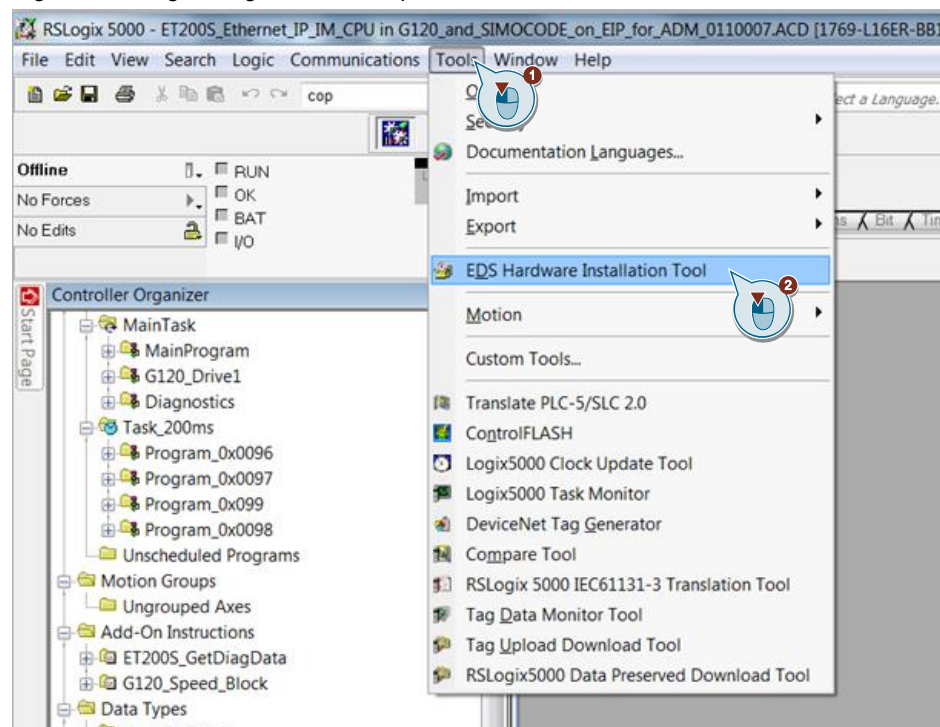 RSLogix 5000 - ET200S_Ethernet_IP_IM_CPU in G120_and_SIMOCODE_on_EIP_for_ADM_0110007.ACD [1769-L16ER-BB1
File Edit View Search Logic Communications Tools Window Help
cop
ect a Language.
1
Documentation Languages...
Offline
RUN
No Forces
OK
Import
BAT
Export
No Edits
I/O
Bit
EDS Hardware Installation Tool
2
Controller Organizer
Start Page
Motion
MainTask
MainProgram
Custom Tools...
G120_Drive1
Diagnostics
Translate PLC-5/SLC 2.0
Task_200ms
ControlFLASH
Program_0x0096
Logix5000 Clock Update Tool
Program_0x0097
Logix5000 Task Monitor
Program_0x099
DeviceNet Tag Generator
Program_0x0098
Compare Tool
Unscheduled Programs
Motion Groups
RSLogix 5000 IEC61131-3 Translation Tool
Ungrouped Axes
Tag Data Monitor Tool
Add-On Instructions
Tag Upload Download Tool
ET200S_GetDiagData
RSLogix5000 Data Preserved Download Tool
G120_Speed_Block
Data Types